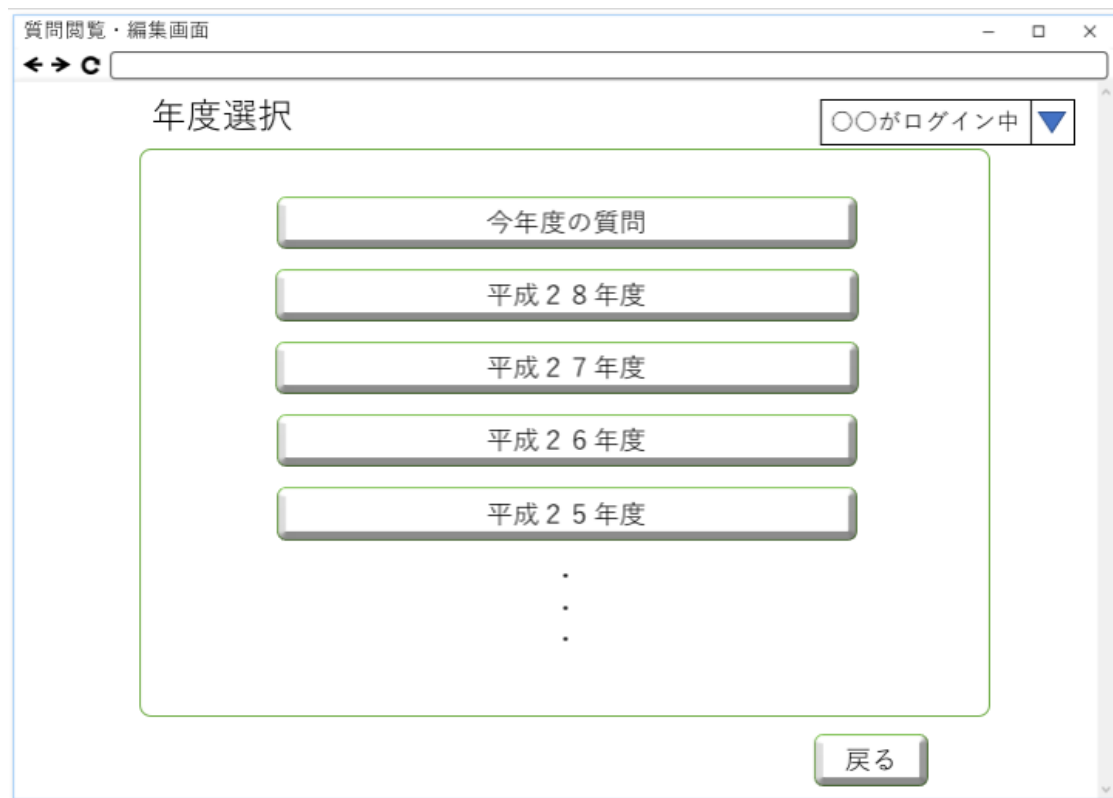 質問閲覧・編集画面
年度選択
○○がログイン中
今年度の質問
平成２８年度
平成２７年度
平成２６年度
平成２５年度
・
・
・
戻る